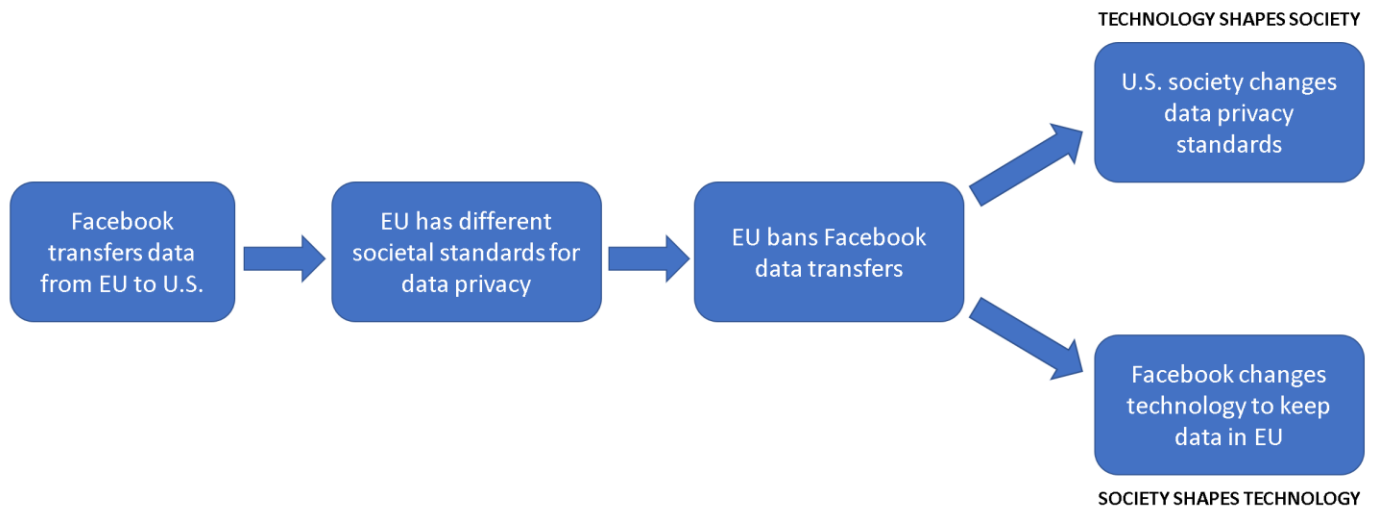 TECHNOLOGY SHAPES SOCIETY
U.S. society changes
data privacy
standards
Facebook
transfers data
from EU to U.S.
EU has different
societal standards for
data privacy
EU bans Facebook
data transfers
Facebook changes
technology to keep
data in EU
SOCIETY SHAPES TECHNOLOGY